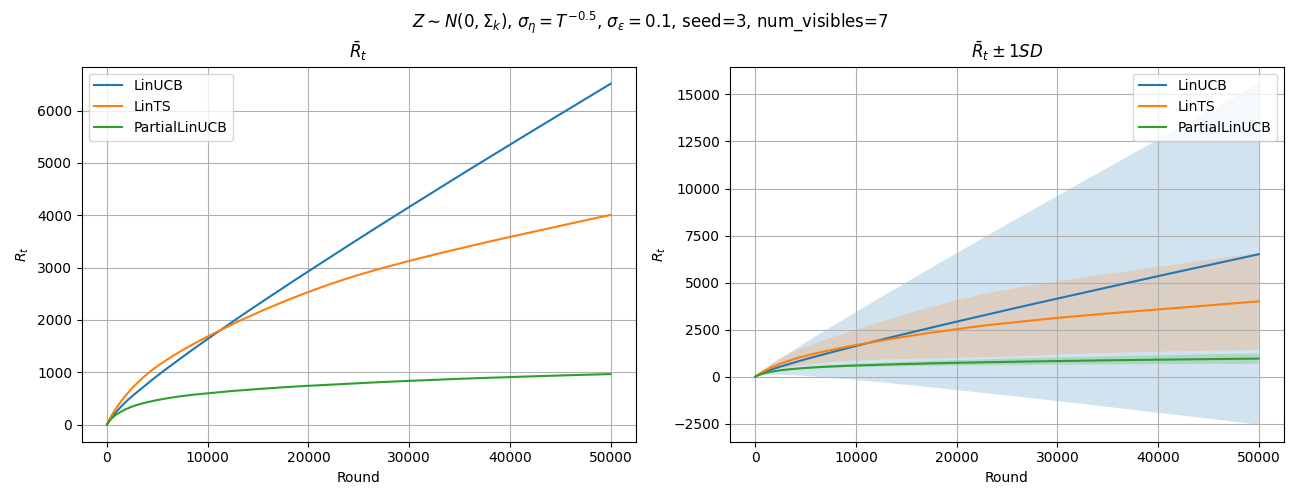 Z ∼ N(0, Σ_k), σ_η = T^{−0.5}, σ_ε = 0.1, seed=3, num_visibles=7
R̄_t
LinUCB
LinTS
PartialLinUCB
6000
5000
4000
3000
2000
1000
0
R_t
0 10000 20000 30000 40000 50000
Round
R̄_t ± 1SD
LinUCB
LinTS
PartialLinUCB
15000
12500
10000
7500
5000
2500
0
−2500
R_t
0 10000 20000 30000 40000 50000
Round